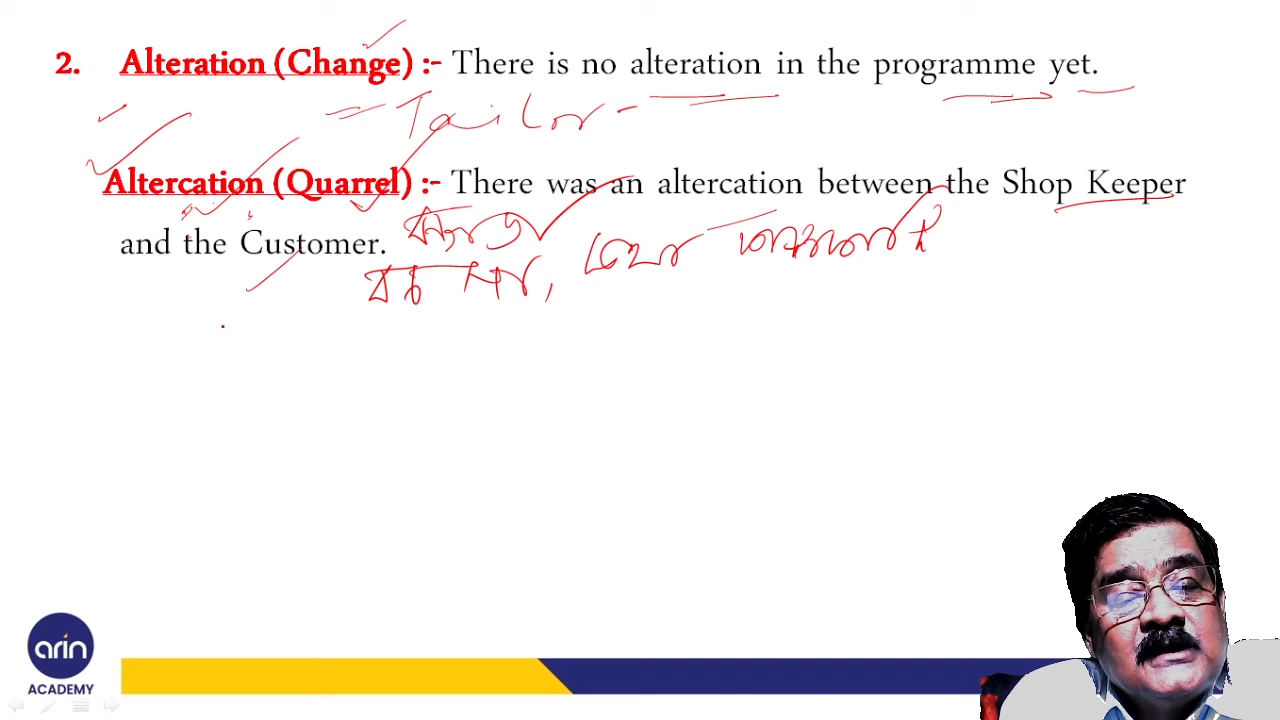 2. Alteration (Change) :- There is no alteration in the programme yet.
= Tailor -
Altercation (Quarrel) :- There was an altercation between the Shop Keeper
and the Customer.
arin
ACADEMY